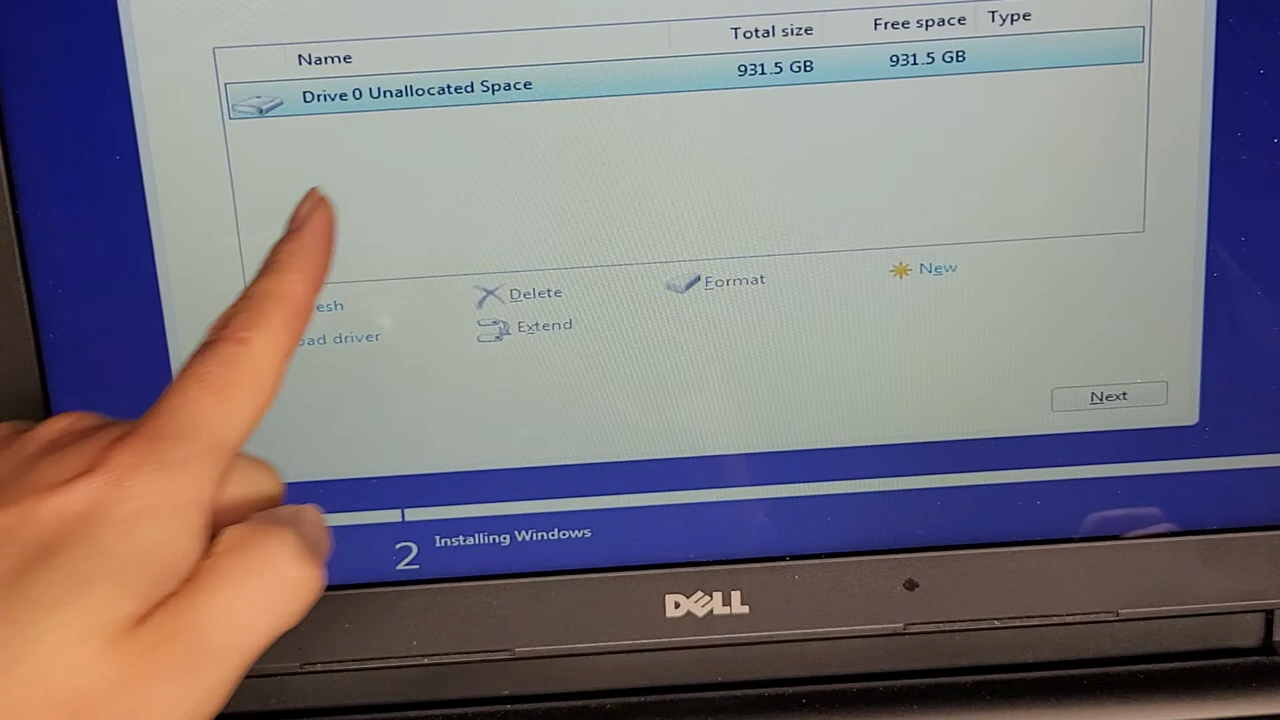 Name Total size Free space Type
Drive 0 Unallocated Space 931.5 GB 931.5 GB
esh Delete Format New
oad driver Extend
Next
2 Installing Windows
DELL